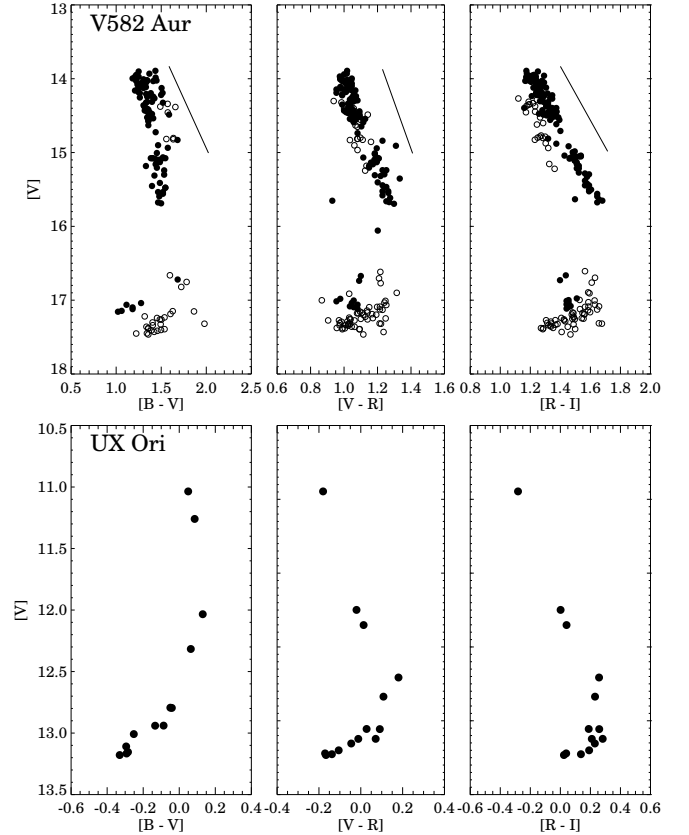 V582 Aur
13
14
15
16
17
18
[V]
0.5 1.0 1.5 2.0 2.5
0.6 0.8 1.0 1.2 1.4 1.6
0.8 1.0 1.2 1.4 1.6 1.8 2.0
[B - V] [V - R] [R - I]
UX Ori
10.5
11.0
11.5
12.0
12.5
13.0
13.5
[V]
-0.6 -0.4 -0.2 0.0 0.2 0.4
-0.4 -0.2 0.0 0.2 0.4
-0.6 -0.4 -0.2 0.0 0.2 0.4 0.6
[B - V] [V - R] [R - I]